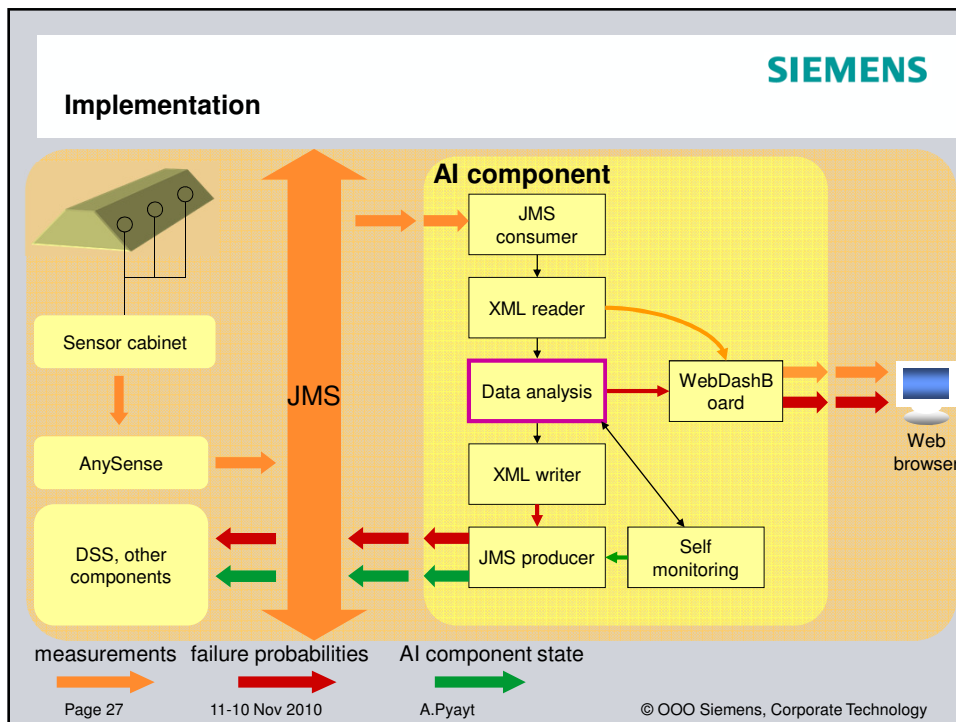 SIEMENS
Implementation
AI component
JMS
consumer
XML reader
Sensor cabinet
JMS
Data analysis
WebDashB
oard
AnySense
XML writer
Web
browser
DSS, other
components
JMS producer
Self
monitoring
measurements
failure probabilities
AI component state
Page 27
11-10 Nov 2010
A.Pyayt
© OOO Siemens, Corporate Technology